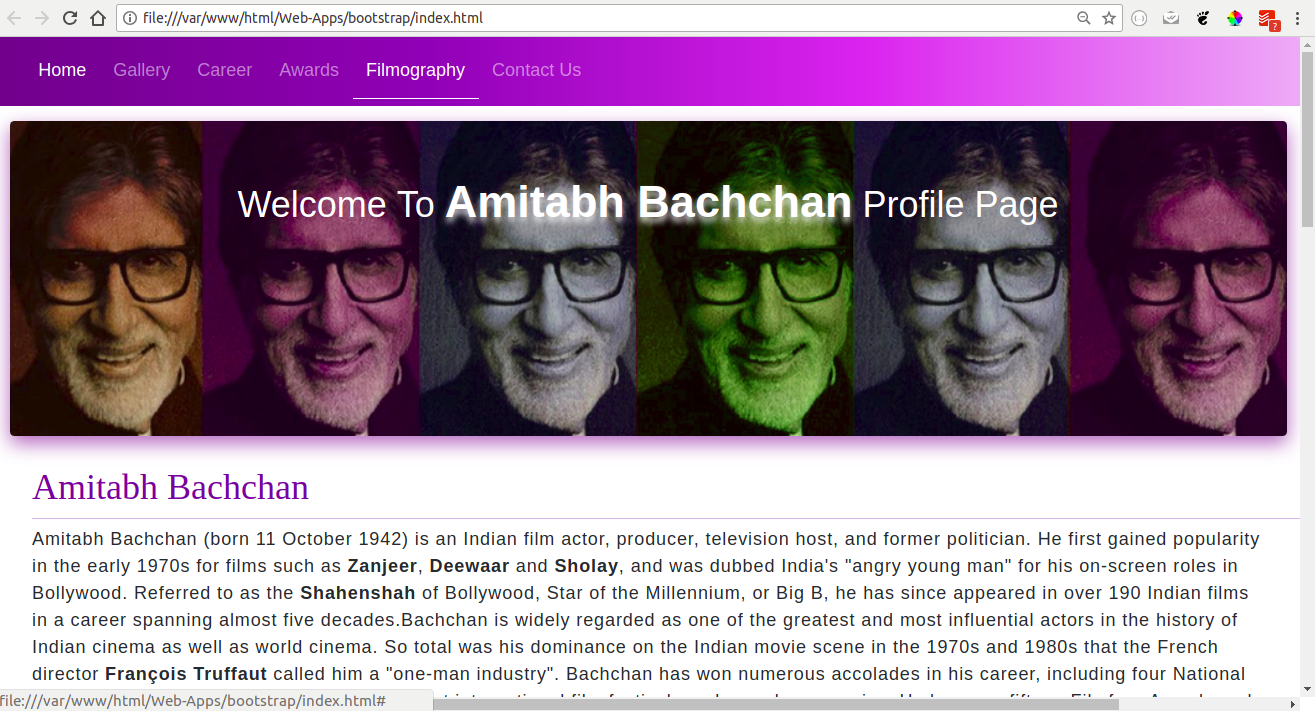 file:///var/www/html/Web-Apps/bootstrap/index.html
?
Home Gallery Career Awards Filmography Contact Us
Welcome To Amitabh Bachchan Profile Page
Amitabh Bachchan
Amitabh Bachchan (born 11 October 1942) is an Indian film actor, producer, television host, and former politician. He first gained popularity
in the early 1970s for films such as Zanjeer, Deewaar and Sholay, and was dubbed India's "angry young man" for his on-screen roles in
Bollywood. Referred to as the Shahenshah of Bollywood, Star of the Millennium, or Big B, he has since appeared in over 190 Indian films
in a career spanning almost five decades.Bachchan is widely regarded as one of the greatest and most influential actors in the history of
Indian cinema as well as world cinema. So total was his dominance on the Indian movie scene in the 1970s and 1980s that the French
director François Truffaut called him a "one-man industry". Bachchan has won numerous accolades in his career, including four National
file:///var/www/html/Web-Apps/bootstrap/index.html#